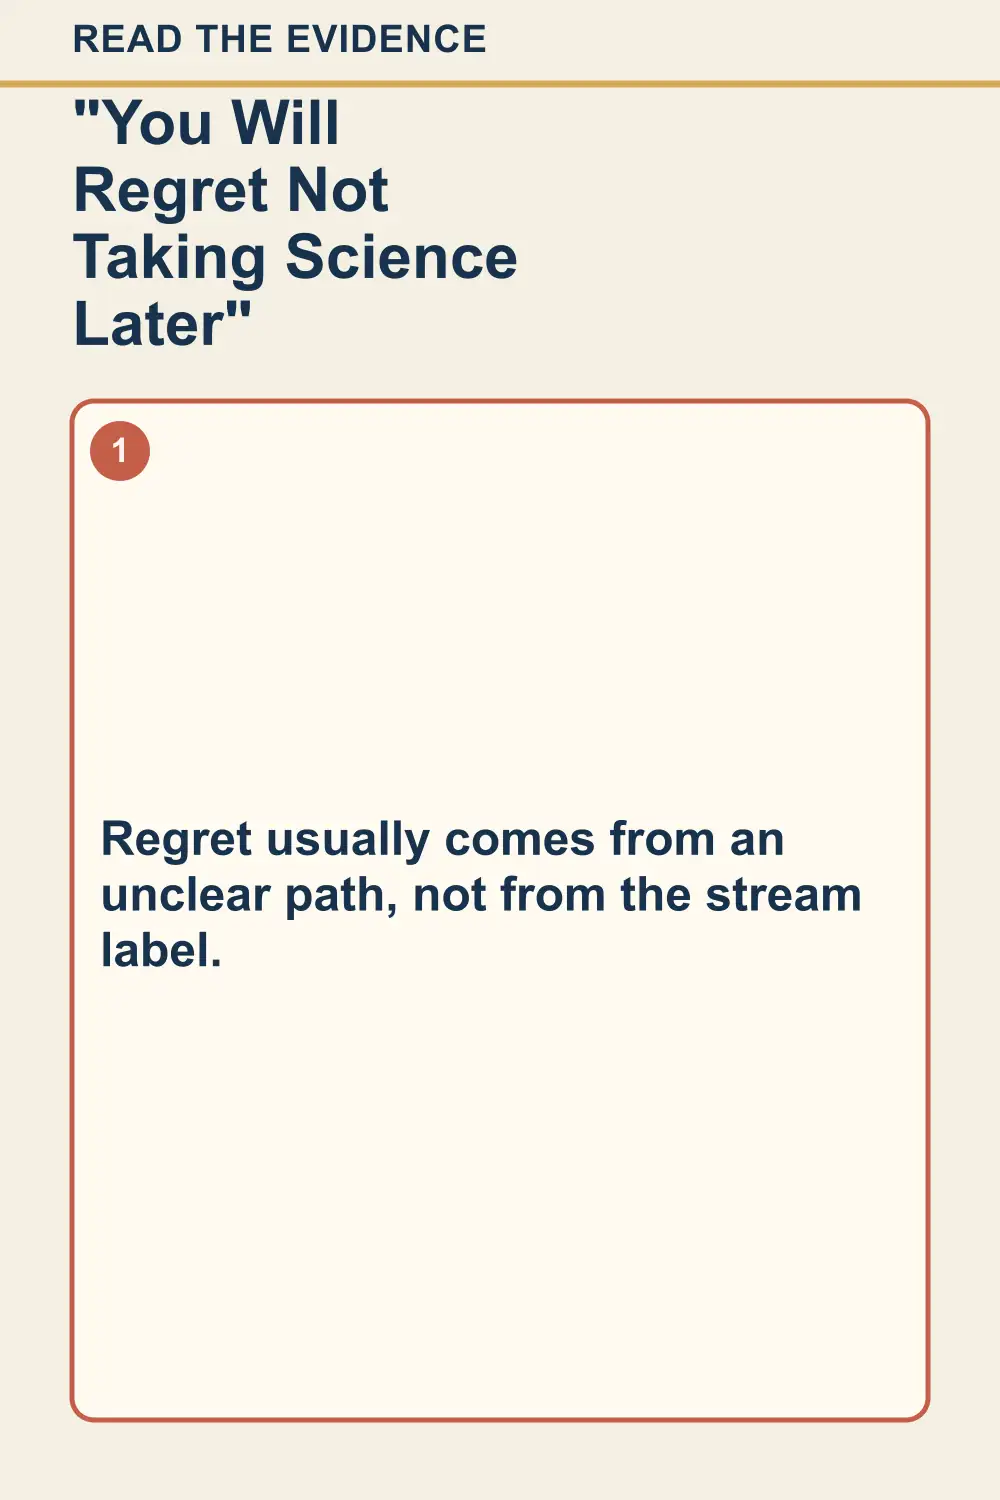 READ THE EVIDENCE
"You Will
Regret Not
Taking Science
Later"
1
Regret usually comes from an
unclear path, not from the stream
label.